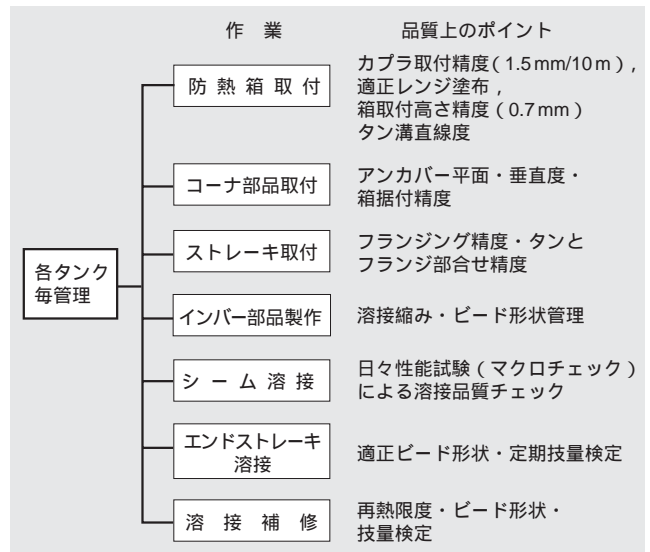 作 業 品質上のポイント
防 熱 箱 取 付
カプラ取付精度(1.5mm/10m),
適正レンジ塗布,
箱取付高さ精度(0.7mm)
タン溝直線度
コーナ部品取付
アンカバー平面・垂直度・
箱据付精度
各タンク
毎管理
ストレーキ取付
フランジング精度・タンと
フランジ部合せ精度
インバー部品製作
溶接縮み・ビード形状管理
シ ー ム 溶 接
日々性能試験(マクロチェック)
による溶接品質チェック
エンドストレーキ
溶接
適正ビード形状・定期技量検定
溶 接 補 修
再熱限度・ビード形状・
技量検定